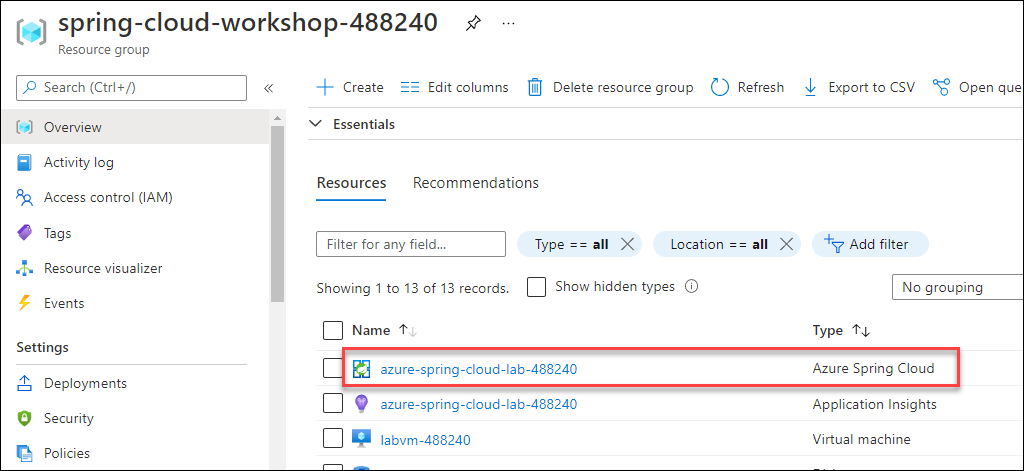 spring-cloud-workshop-488240
Resource group
Search (Ctrl+/)
Overview
Activity log
Access control (IAM)
Tags
Resource visualizer
Events
Settings
Deployments
Security
Policies
Create Edit columns Delete resource group Refresh Export to CSV Open que
Essentials
Resources Recommendations
Filter for any field... Type == all Location == all Add filter
Showing 1 to 13 of 13 records. Show hidden types No grouping
Name Type
azure-spring-cloud-lab-488240 Azure Spring Cloud
azure-spring-cloud-lab-488240 Application Insights
labvm-488240 Virtual machine